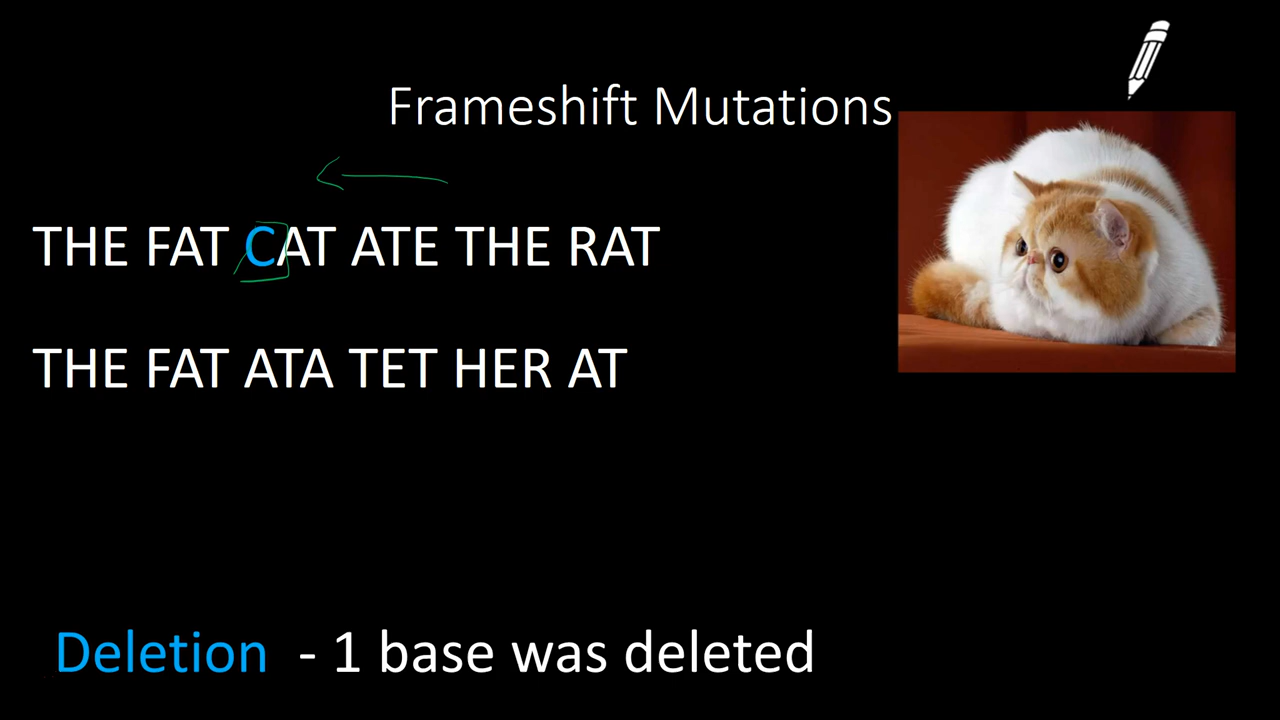 Frameshift Mutations
THE FAT CAT ATE THE RAT
THE FAT ATA TET HER AT
Deletion - 1 base was deleted